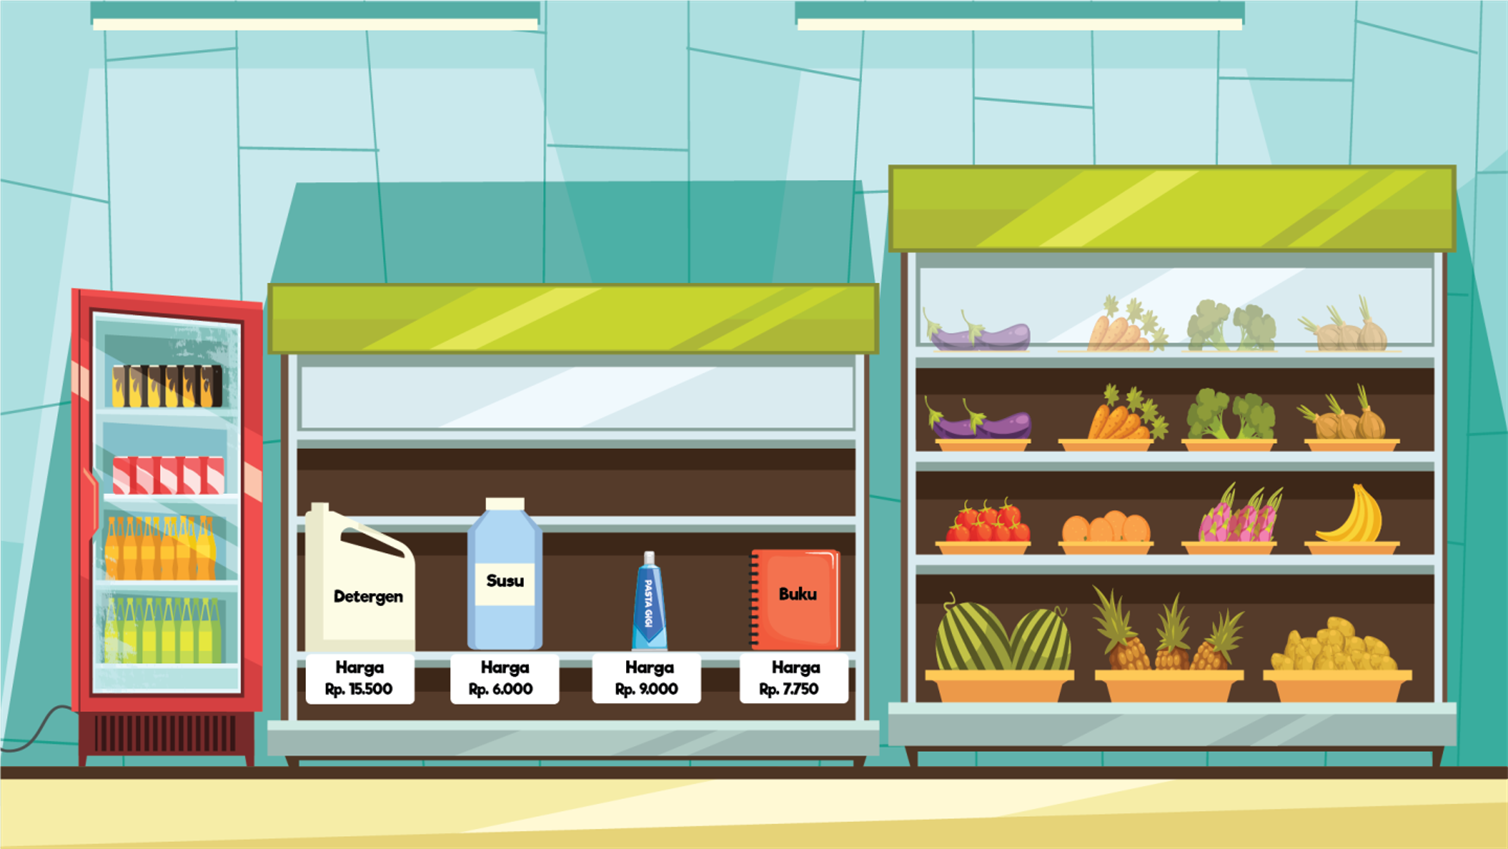 Detergen
Susu
PASTA GIGI
Buku
Harga
Rp. 15.500
Harga
Rp. 6.000
Harga
Rp. 9.000
Harga
Rp. 7.750